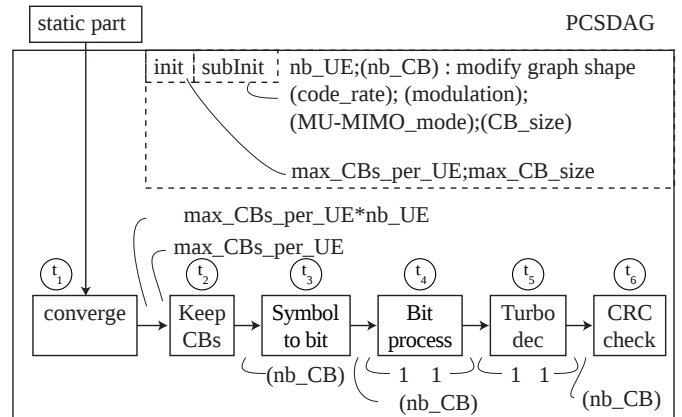 static part
PCSDAG
init subInit nb_UE;(nb_CB) : modify graph shape
(code_rate); (modulation);
(MU-MIMO_mode);(CB_size)
max_CBs_per_UE;max_CB_size
max_CBs_per_UE*nb_UE
max_CBs_per_UE
t1 t2 t3 t4 t5 t6
converge Keep Symbol Bit Turbo CRC
CBs to bit process dec check
(nb_CB) 1 1 1 1
(nb_CB) (nb_CB)